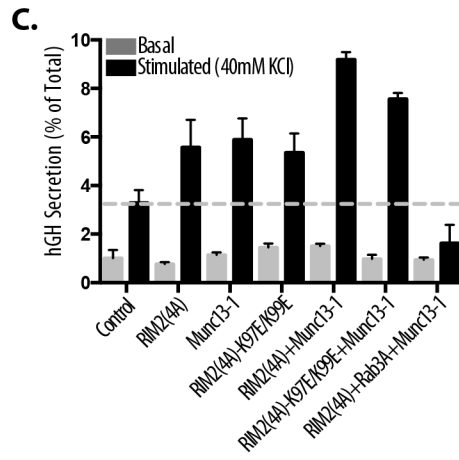 C.
10
8
6
4
2
0
hGH Secretion (% of Total)
Basal
Stimulated (40mM KCl)
Control
RIM2(4A)
Munc13-1
RIM2(4A)-K97E/K99E
RIM2(4A)+Munc13-1
RIM2(4A)-K97E/K99E+Munc13-1
RIM2(4A)+Rab3A+Munc13-1